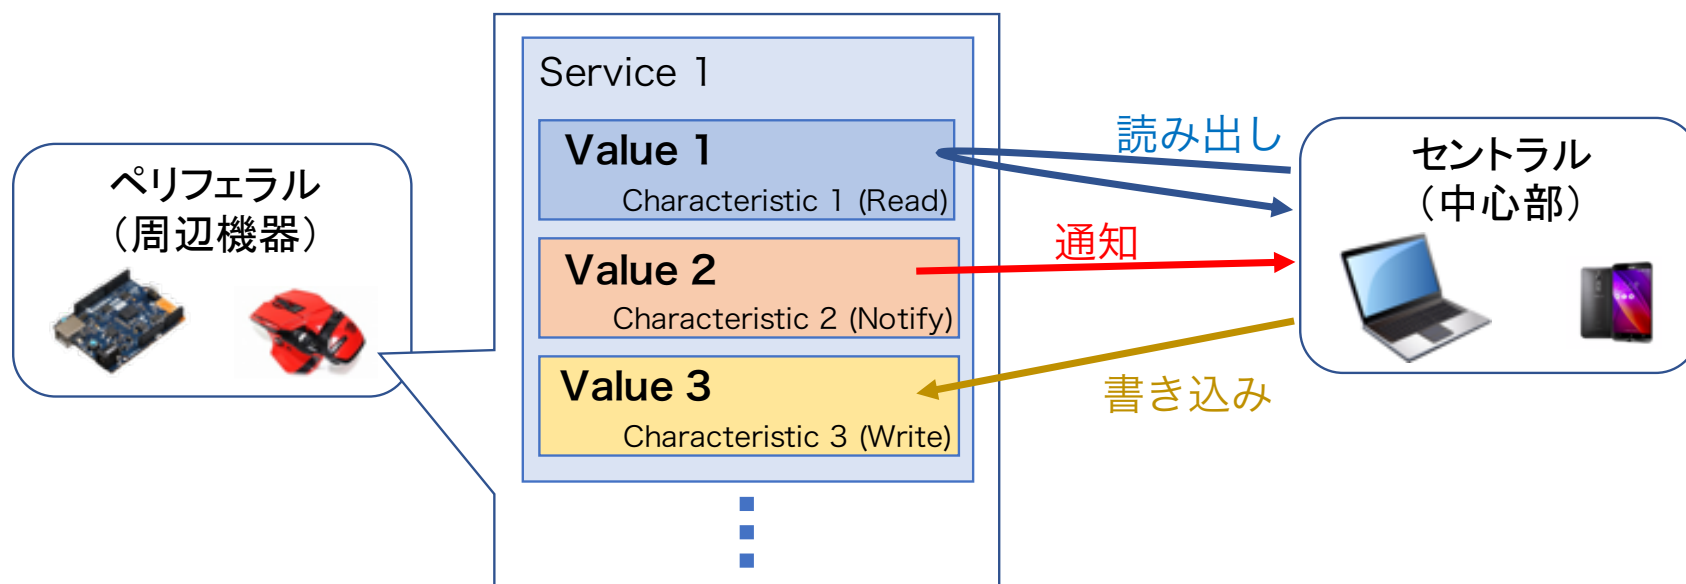 ペリフェラル
（周辺機器）
Service 1
Value 1
Characteristic 1 (Read)
Value 2
Characteristic 2 (Notify)
Value 3
Characteristic 3 (Write)
読み出し
通知
書き込み
セントラル
（中心部）